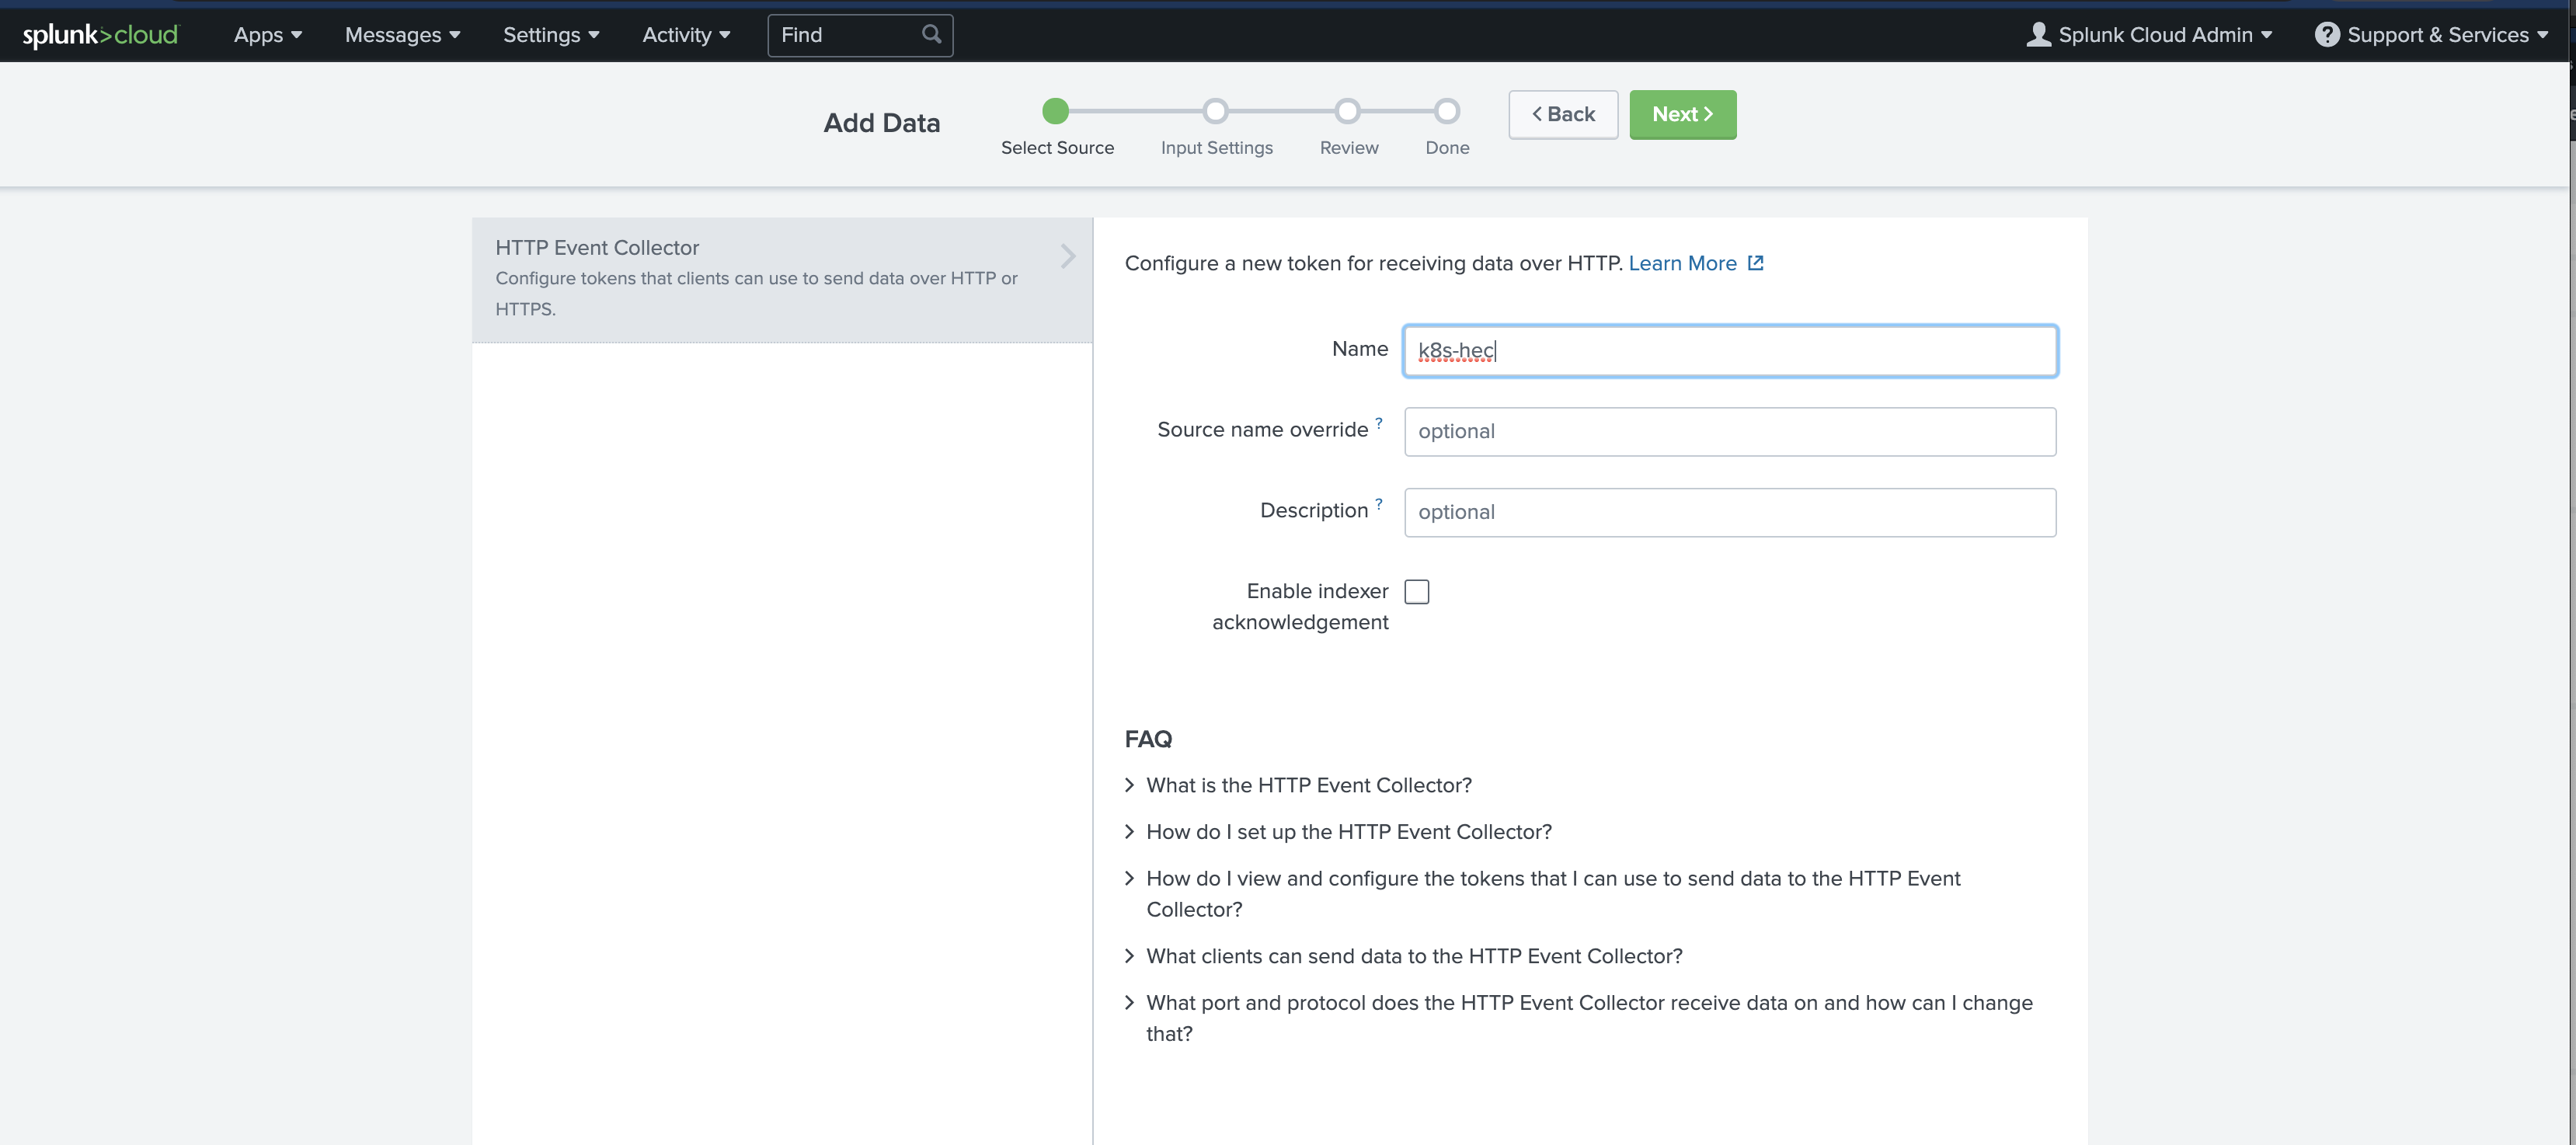 splunk>cloud Apps Messages Settings Activity Find Splunk Cloud Admin ? Support & Services
Add Data
Select Source Input Settings Review Done
< Back Next >
HTTP Event Collector
Configure tokens that clients can use to send data over HTTP or
HTTPS.
Configure a new token for receiving data over HTTP. Learn More
Name k8s-hec
Source name override ? optional
Description ? optional
Enable indexer
acknowledgement
FAQ
> What is the HTTP Event Collector?
> How do I set up the HTTP Event Collector?
> How do I view and configure the tokens that I can use to send data to the HTTP Event
Collector?
> What clients can send data to the HTTP Event Collector?
> What port and protocol does the HTTP Event Collector receive data on and how can I change
that?